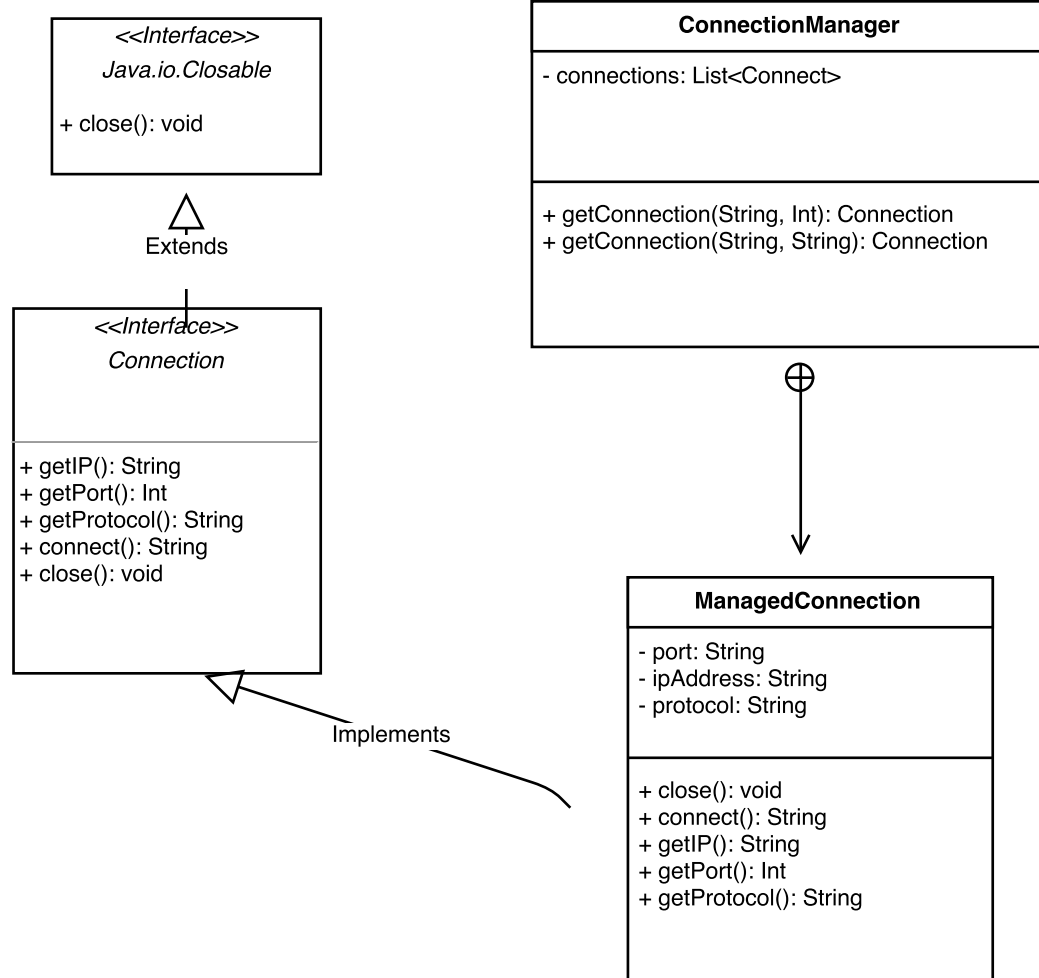 <<Interface>>
Java.io.Closable
+ close(): void
Extends
<<Interface>>
Connection
+ getIP(): String
+ getPort(): Int
+ getProtocol(): String
+ connect(): String
+ close(): void
Implements
ConnectionManager
- connections: List<Connect>
+ getConnection(String, Int): Connection
+ getConnection(String, String): Connection
ManagedConnection
- port: String
- ipAddress: String
- protocol: String
+ close(): void
+ connect(): String
+ getIP(): String
+ getPort(): Int
+ getProtocol(): String